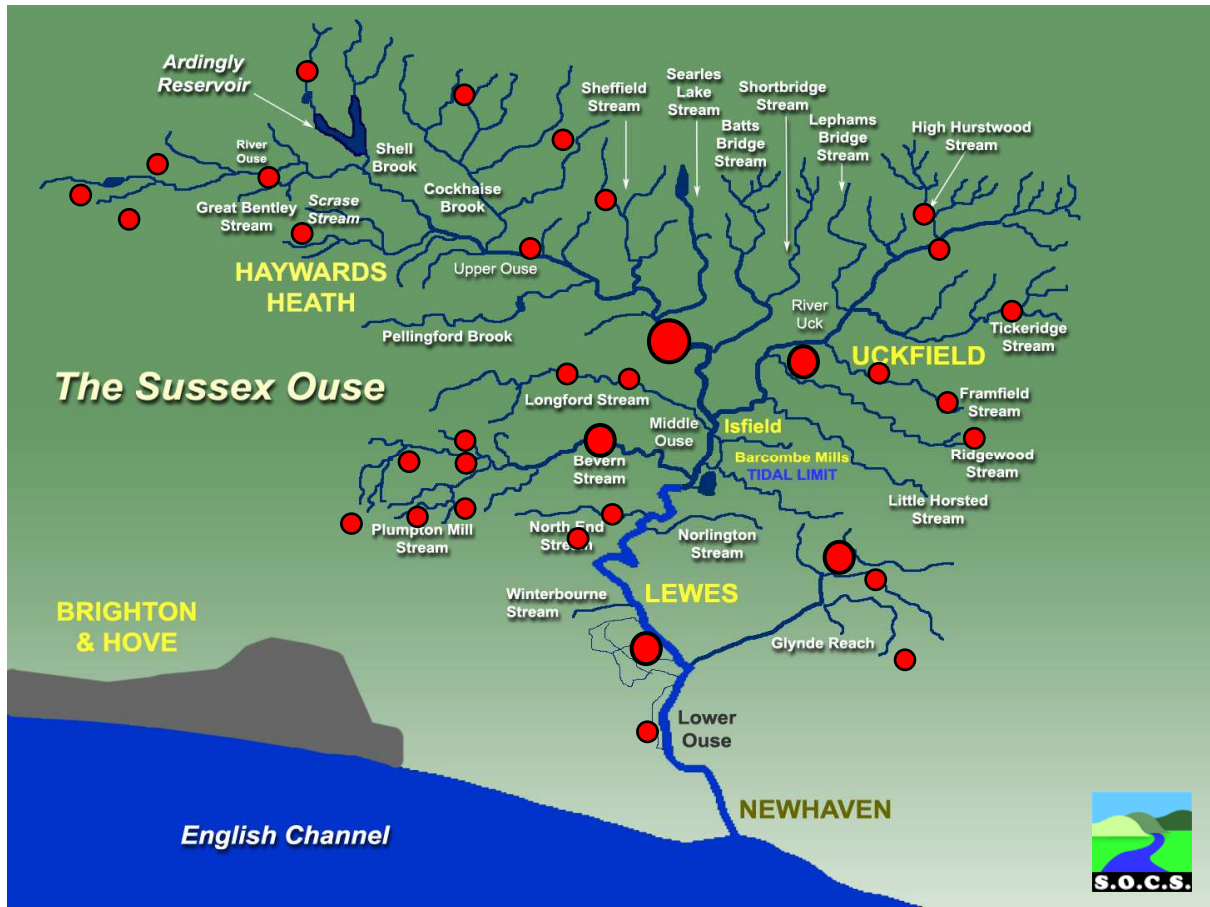 Ardingly
Reservoir
Sheffield
Stream
Searles
Lake
Stream
Shortbridge
Stream
Batts
Bridge
Stream
Lephams
Bridge
Stream
High Hurstwood
Stream
River
Ouse
Shell
Brook
Cockhaise
Brook
Great Bentley
Stream
Scrase
Stream
HAYWARDS
HEATH
Upper Ouse
Pellingford Brook
River
Uck
Tickeridge
Stream
UCKFIELD
The Sussex Ouse
Longford Stream
Framfield
Stream
Middle
Ouse
Isfield
Ridgewood
Stream
Barcombe Mills
TIDAL LIMIT
Bevern
Stream
Little Horsted
Stream
Plumpton Mill
Stream
North End
Stream
Norlington
Stream
Winterbourne
Stream
LEWES
BRIGHTON
& HOVE
Glynde Reach
Lower
Ouse
NEWHAVEN
English Channel
S.O.C.S.